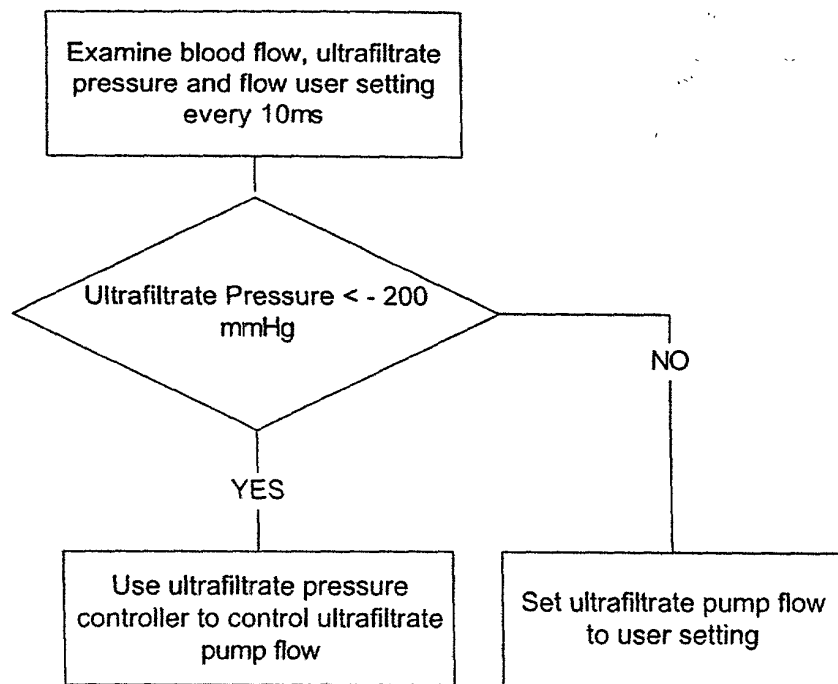 Examine blood flow, ultrafiltrate
pressure and flow user setting
every 10ms
Ultrafiltrate Pressure < - 200
mmHg
NO
YES
Use ultrafiltrate pressure
controller to control ultrafiltrate
pump flow
Set ultrafiltrate pump flow
to user setting